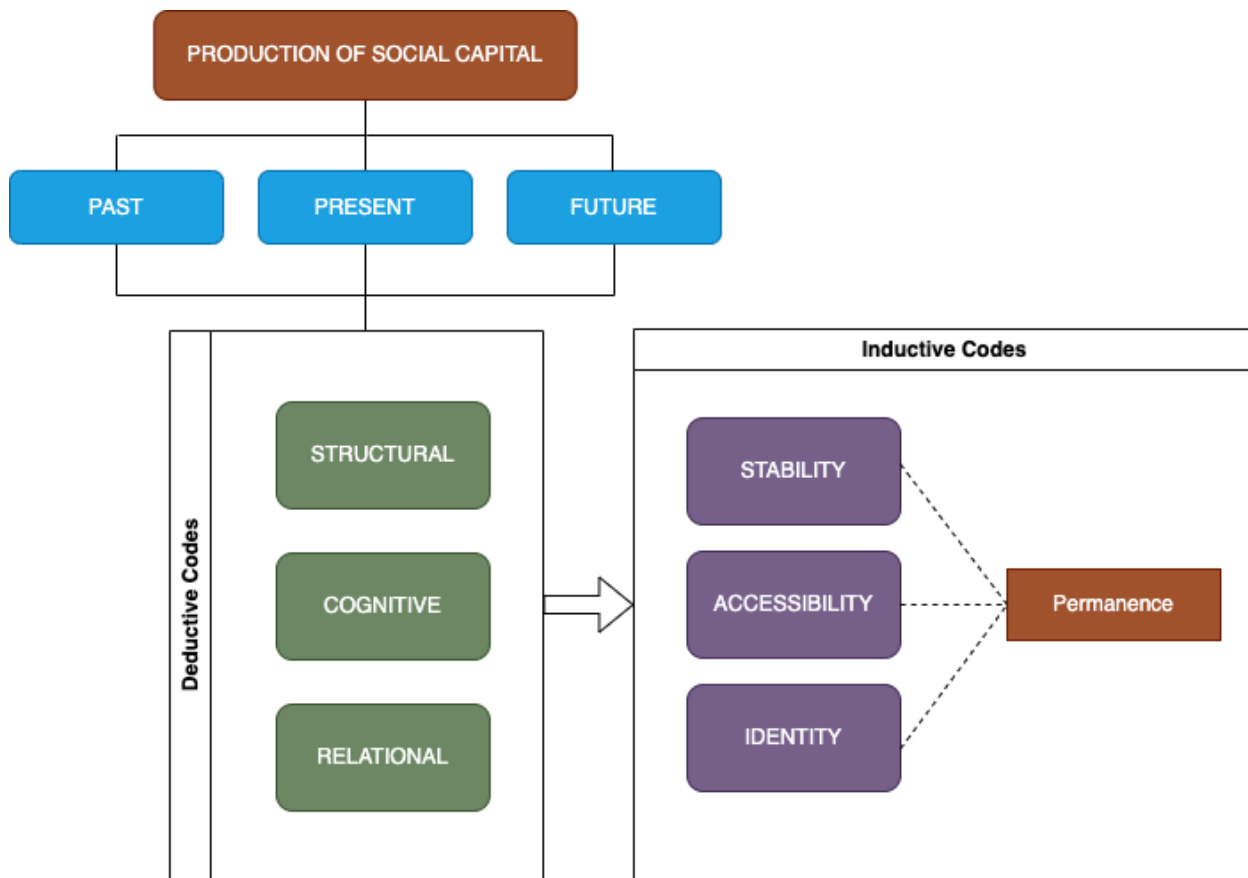 PRODUCTION OF SOCIAL CAPITAL
PAST
PRESENT
FUTURE
Deductive Codes
STRUCTURAL
COGNITIVE
RELATIONAL
Inductive Codes
STABILITY
ACCESSIBILITY
IDENTITY
Permanence